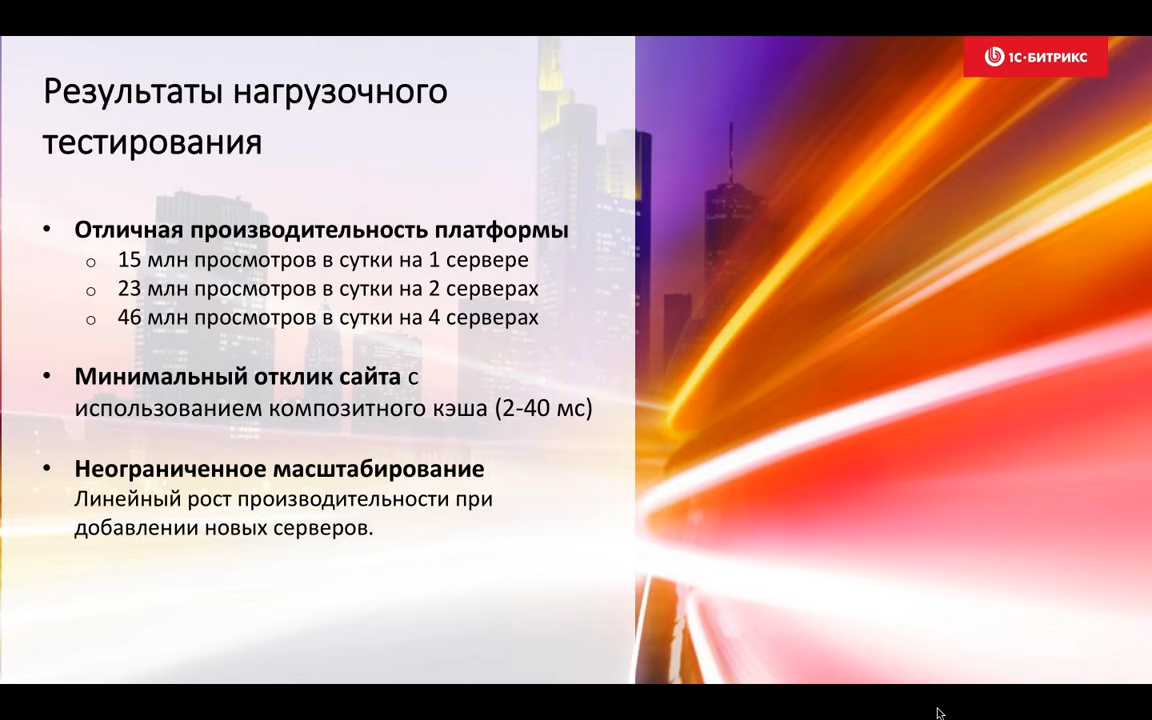 1С·БИТРИКС
Результаты нагрузочного
тестирования
• Отличная производительность платформы
o 15 млн просмотров в сутки на 1 сервере
o 23 млн просмотров в сутки на 2 серверах
o 46 млн просмотров в сутки на 4 серверах
• Минимальный отклик сайта с
использованием композитного кэша (2-40 мс)
• Неограниченное масштабирование
Линейный рост производительности при
добавлении новых серверов.